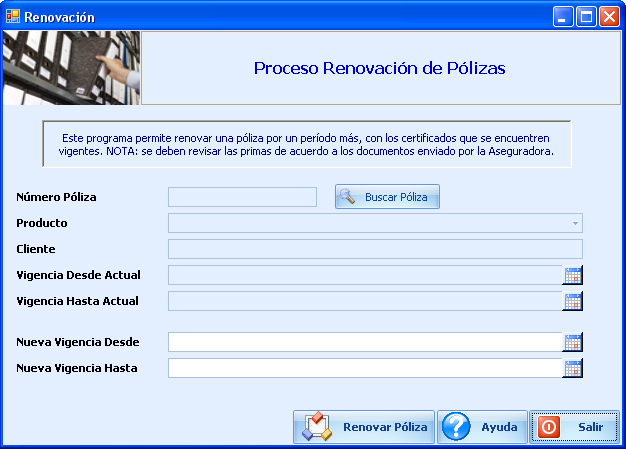 Renovación
Proceso Renovación de Pólizas
Este programa permite renovar una póliza por un período más, con los certificados que se encuentren
vigentes. NOTA: se deben revisar las primas de acuerdo a los documentos enviado por la Aseguradora.
Número Póliza
Buscar Póliza
Producto
Cliente
Vigencia Desde Actual
Vigencia Hasta Actual
Nueva Vigencia Desde
Nueva Vigencia Hasta
Renovar Póliza
Ayuda
Salir